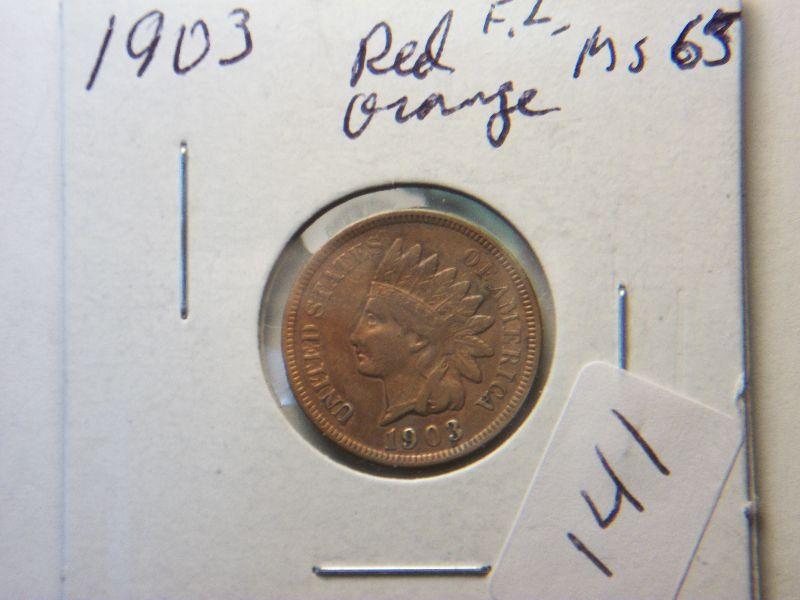 1903 Red F.L. MS 65
Orange
UNITED STATES OF AMERICA
1903
141